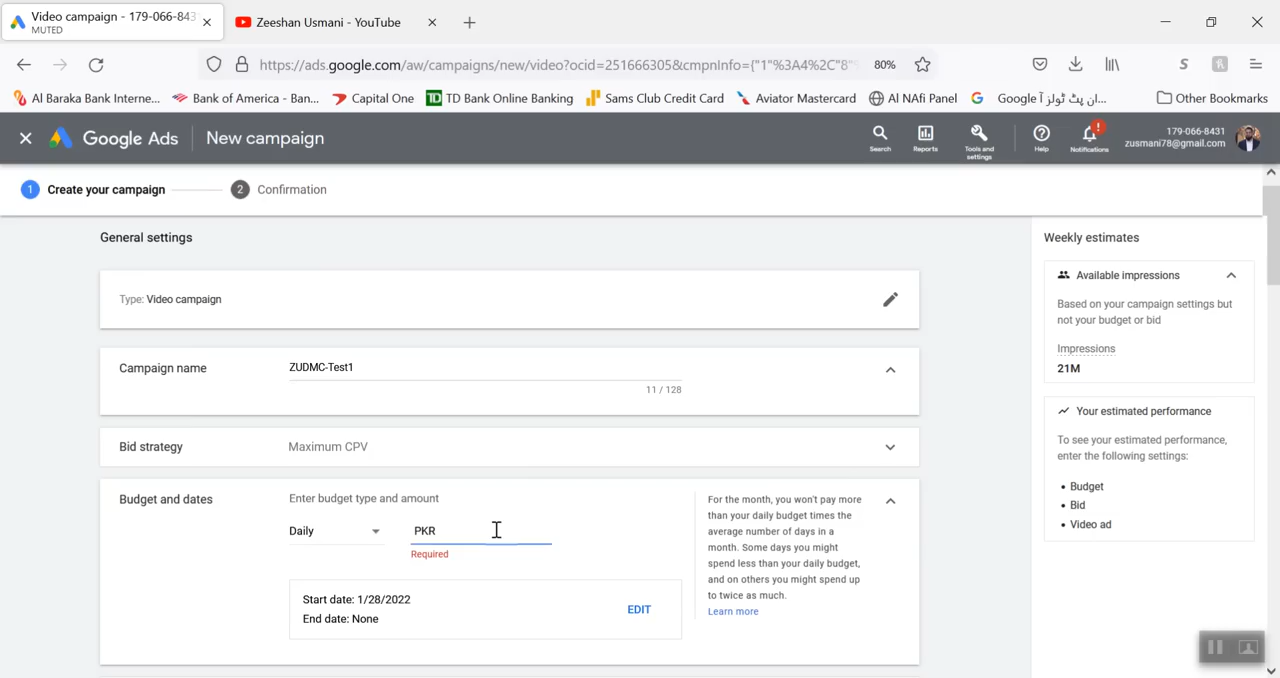 Video campaign - 179-066-843
MUTED
Zeeshan Usmani - YouTube
https://ads.google.com/aw/campaigns/new/video?ocid=251666305&cmpnInfo={"1"%3A4%2C"8"
80%
S
Al Baraka Bank Interne...
Bank of America - Ban...
Capital One
TD Bank Online Banking
Sams Club Credit Card
Aviator Mastercard
Al NAfi Panel
Google ان پٹ ٹولز آ...
Other Bookmarks
Google Ads
New campaign
Search
Reports
Tools and settings
Help
Notifications
179-066-8431
zusmani78@gmail.com
1 Create your campaign
2 Confirmation
General settings
Type: Video campaign
Campaign name
ZUDMC-Test1
11 / 128
Bid strategy
Maximum CPV
Budget and dates
Enter budget type and amount
Daily
PKR
Required
Start date: 1/28/2022
End date: None
EDIT
For the month, you won't pay more
than your daily budget times the
average number of days in a
month. Some days you might
spend less than your daily budget,
and on others you might spend up
to twice as much.
Learn more
Weekly estimates
Available impressions
Based on your campaign settings but
not your budget or bid
Impressions
21M
Your estimated performance
To see your estimated performance,
enter the following settings:
• Budget
• Bid
• Video ad